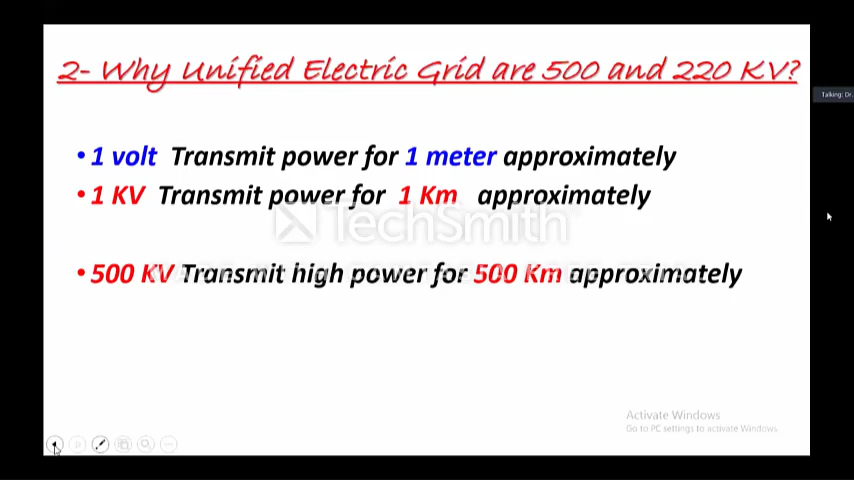 2- Why Unified Electric Grid are 500 and 220 KV?
Talking: Dr.
• 1 volt Transmit power for 1 meter approximately
• 1 KV Transmit power for 1 Km approximately
TechSmith
• 500 KV Transmit high power for 500 Km approximately
Activate Windows
Go to PC settings to activate Windows.